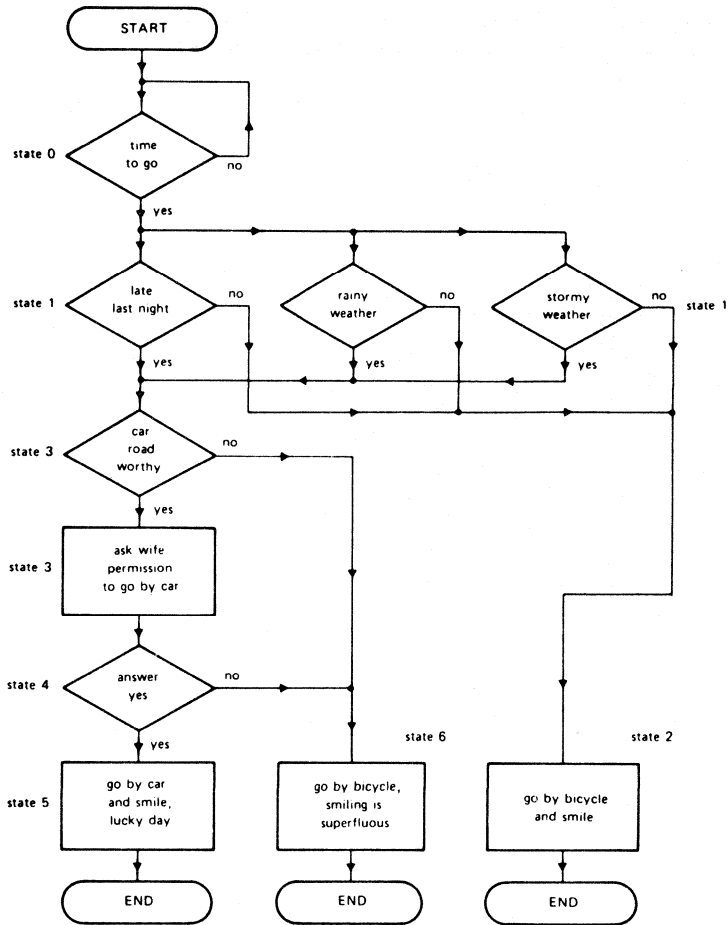 START
state 0
time
to go
no
yes
state 1
late
last night
no
rainy
weather
no
stormy
weather
no
state 1
yes
yes
yes
state 3
car
road
worthy
no
yes
state 3
ask wife
permission
to go by car
state 4
answer
yes
no
yes
state 6
state 2
state 5
go by car
and smile,
lucky day
go by bicycle,
smiling is
superfluous
go by bicycle
and smile
END
END
END